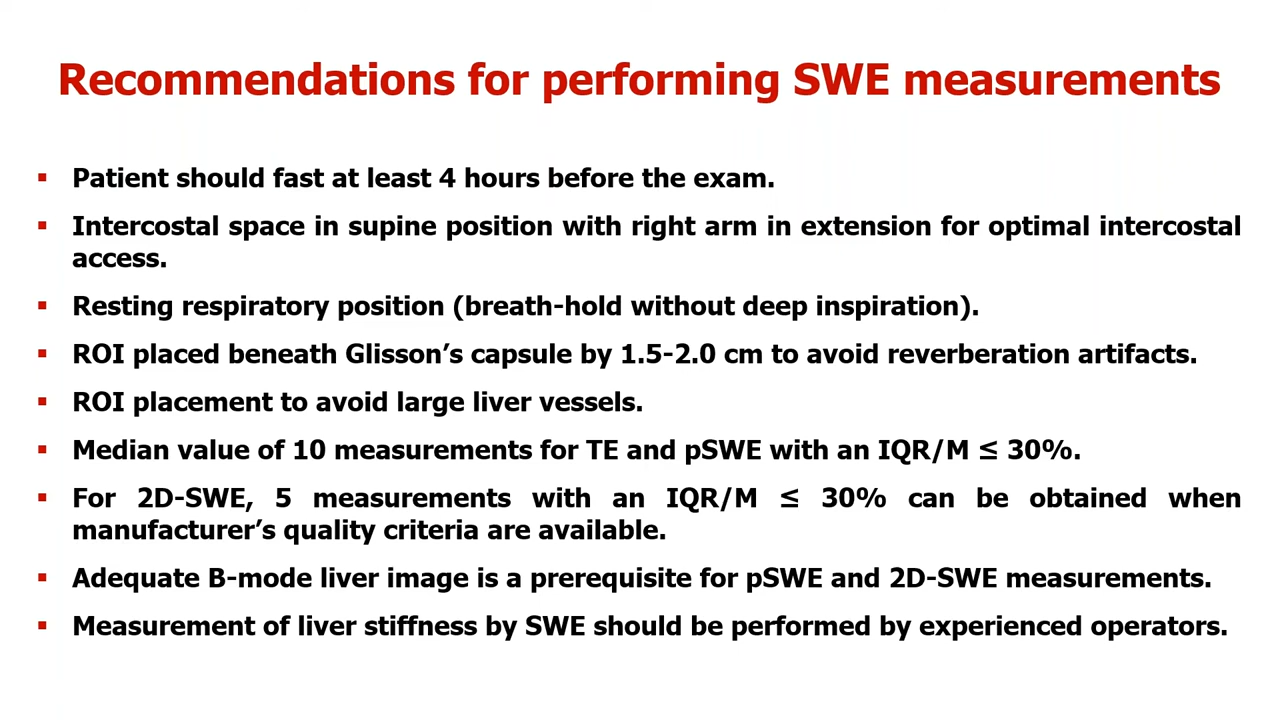 Recommendations for performing SWE measurements
▪ Patient should fast at least 4 hours before the exam.
▪ Intercostal space in supine position with right arm in extension for optimal intercostal
access.
▪ Resting respiratory position (breath-hold without deep inspiration).
▪ ROI placed beneath Glisson’s capsule by 1.5-2.0 cm to avoid reverberation artifacts.
▪ ROI placement to avoid large liver vessels.
▪ Median value of 10 measurements for TE and pSWE with an IQR/M ≤ 30%.
▪ For 2D-SWE, 5 measurements with an IQR/M ≤ 30% can be obtained when
manufacturer’s quality criteria are available.
▪ Adequate B-mode liver image is a prerequisite for pSWE and 2D-SWE measurements.
▪ Measurement of liver stiffness by SWE should be performed by experienced operators.